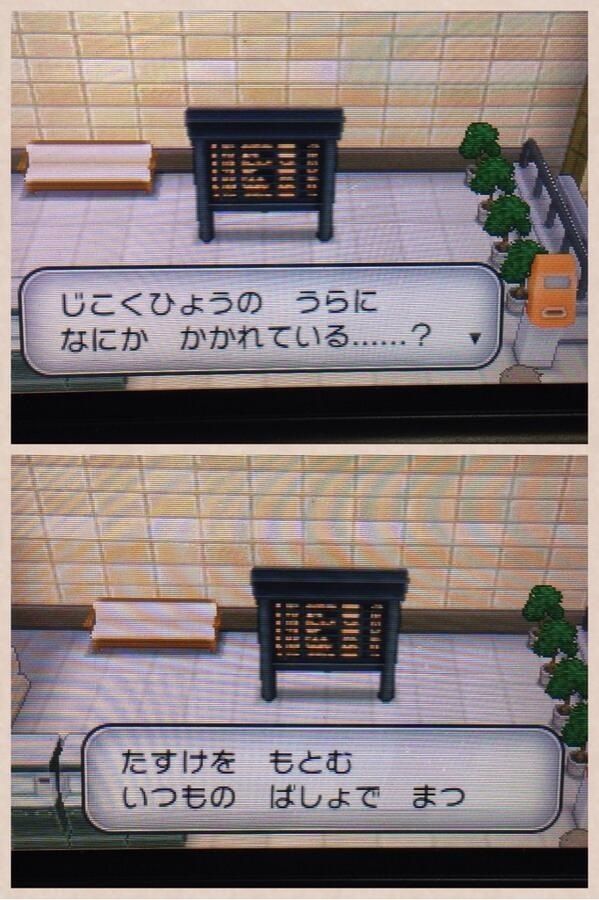 じこくひょうの　うらに
なにか　かかれている……？
たすけを　もとむ
いつもの　ばしょで　まつ